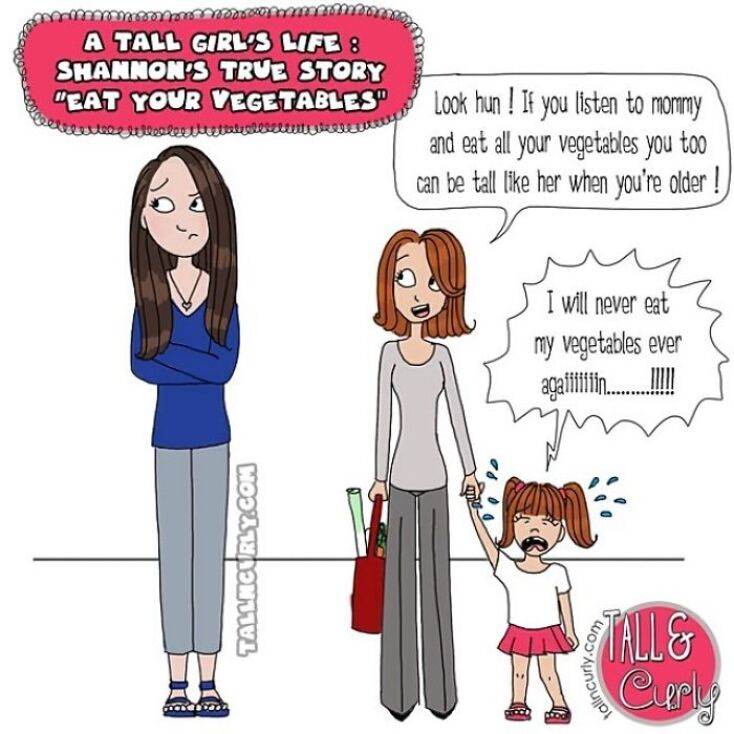 A TALL GIRL'S LIFE :
SHANNON'S TRUE STORY
"EAT YOUR VEGETABLES"
Look hun ! If you listen to mommy
and eat all your vegetables you too
can be tall like her when you're older !
I will never eat
my vegetables ever
agaiiiiiiin.........!!!!!
TALLNCURLY.COM
tallncurly.com
TALL &
Curly